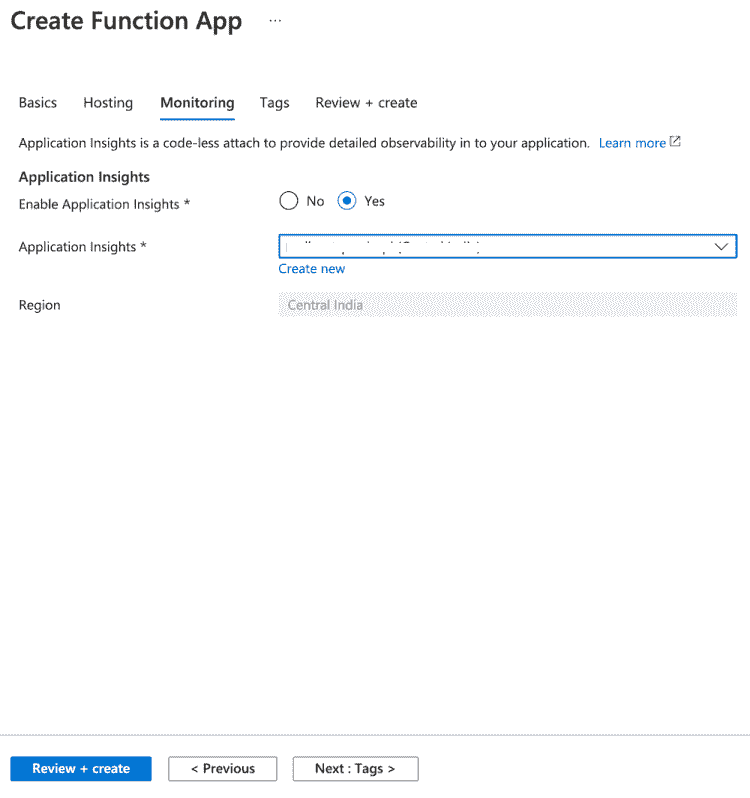 Create Function App ...
Basics Hosting Monitoring Tags Review + create
Application Insights is a code-less attach to provide detailed observability in to your application. Learn more
Application Insights
Enable Application Insights * No Yes
Application Insights *
Create new
Region Central India
Review + create < Previous Next : Tags >